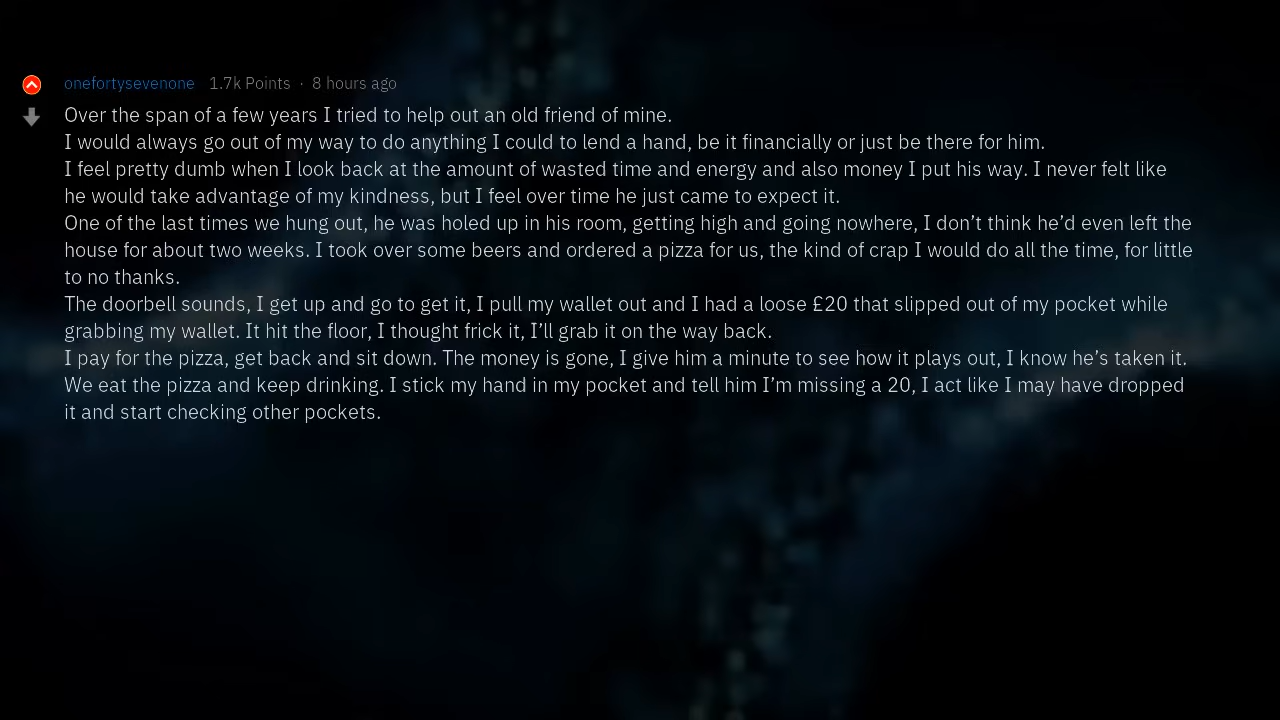 onefortysevenone 1.7k Points · 8 hours ago
Over the span of a few years I tried to help out an old friend of mine.
I would always go out of my way to do anything I could to lend a hand, be it financially or just be there for him.
I feel pretty dumb when I look back at the amount of wasted time and energy and also money I put his way. I never felt like
he would take advantage of my kindness, but I feel over time he just came to expect it.
One of the last times we hung out, he was holed up in his room, getting high and going nowhere, I don’t think he’d even left the
house for about two weeks. I took over some beers and ordered a pizza for us, the kind of crap I would do all the time, for little
to no thanks.
The doorbell sounds, I get up and go to get it, I pull my wallet out and I had a loose £20 that slipped out of my pocket while
grabbing my wallet. It hit the floor, I thought frick it, I’ll grab it on the way back.
I pay for the pizza, get back and sit down. The money is gone, I give him a minute to see how it plays out, I know he’s taken it.
We eat the pizza and keep drinking. I stick my hand in my pocket and tell him I’m missing a 20, I act like I may have dropped
it and start checking other pockets.